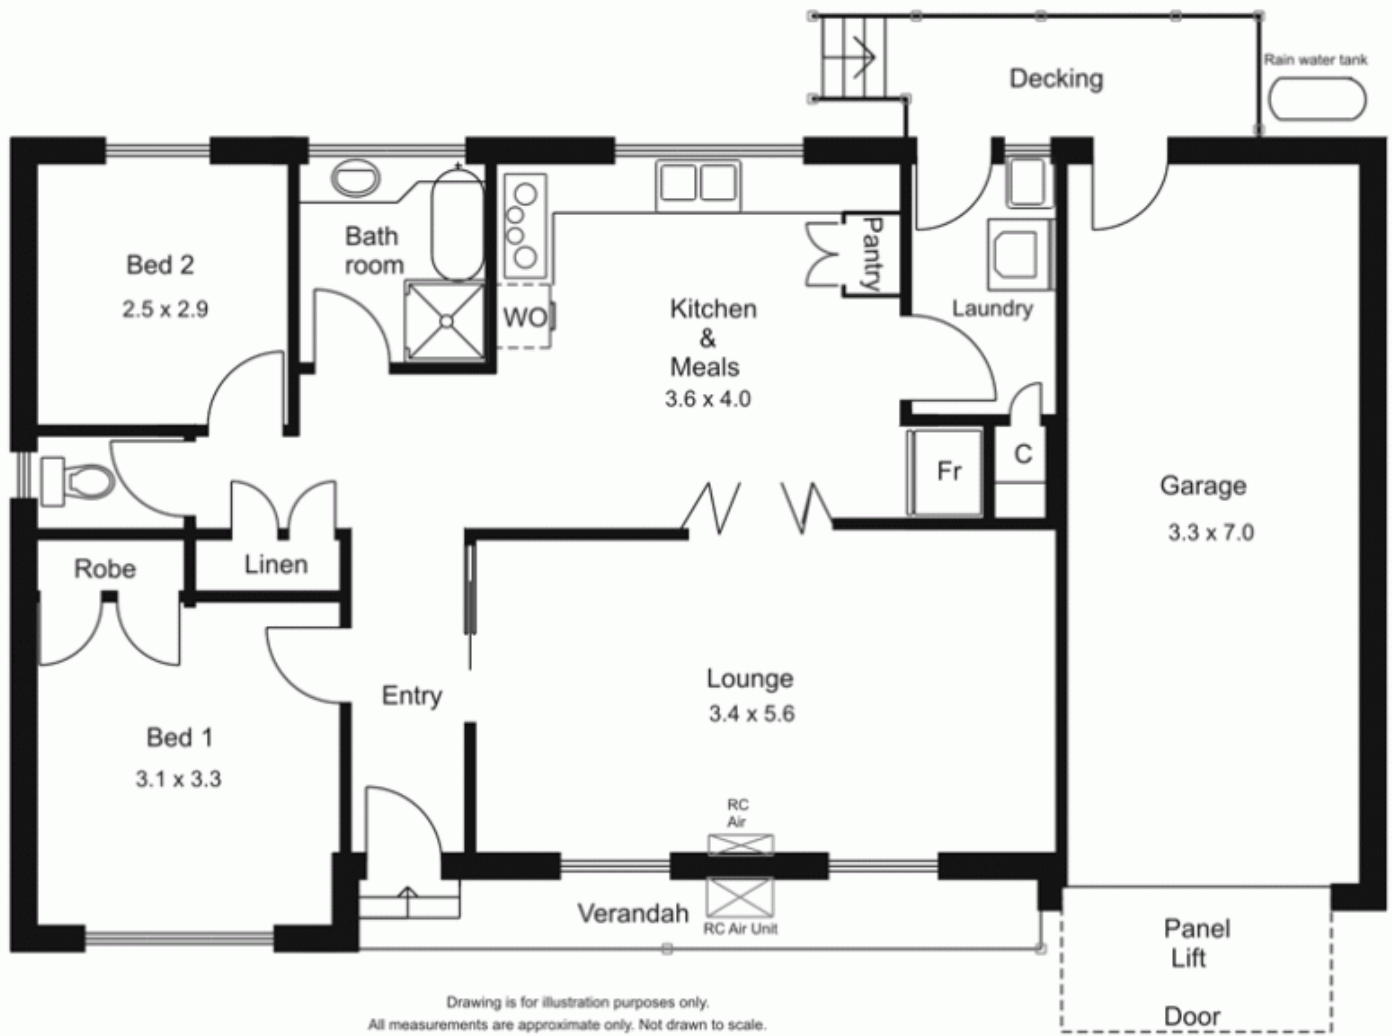 Rain water tank
Decking
Bed 2
2.5 x 2.9
Bath
room
WO
Pantry
Kitchen
&
Meals
3.6 x 4.0
Laundry
Fr
C
Garage
3.3 x 7.0
Robe
Linen
Entry
Lounge
3.4 x 5.6
Bed 1
3.1 x 3.3
RC
Air
Verandah
RC Air Unit
Panel
Lift
Door
Drawing is for illustration purposes only.
All measurements are approximate only. Not drawn to scale.